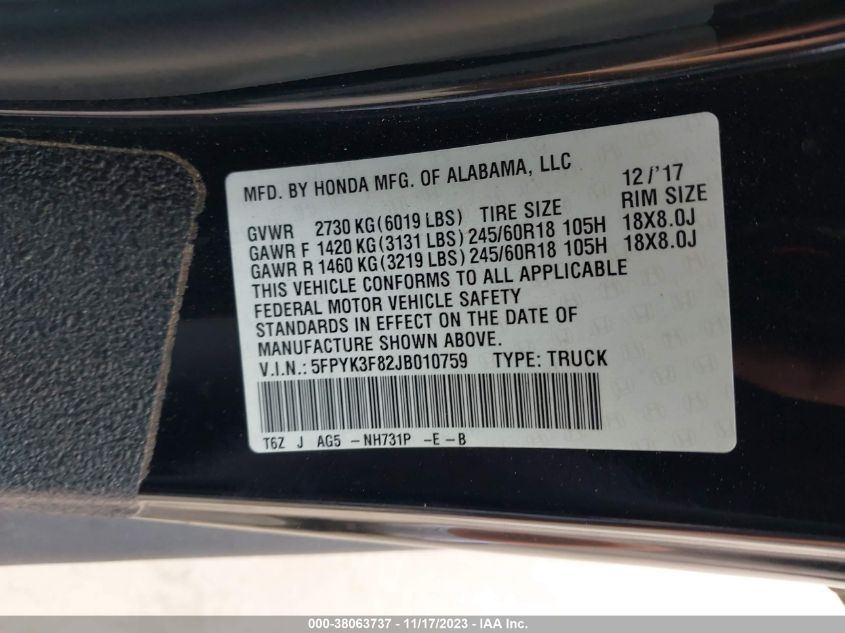 MFD. BY HONDA MFG. OF ALABAMA, LLC 12/'17
GVWR 2730 KG(6019 LBS) TIRE SIZE RIM SIZE
GAWR F 1420 KG(3131 LBS) 245/60R18 105H 18X8.0J
GAWR R 1460 KG(3219 LBS) 245/60R18 105H 18X8.0J
THIS VEHICLE CONFORMS TO ALL APPLICABLE
FEDERAL MOTOR VEHICLE SAFETY
STANDARDS IN EFFECT ON THE DATE OF
MANUFACTURE SHOWN ABOVE.
V.I.N.: 5FPYK3F82JB010759 TYPE: TRUCK
T6Z J AG5 -NH731P -E-B
000-38063737 - 11/17/2023 - IAA Inc.